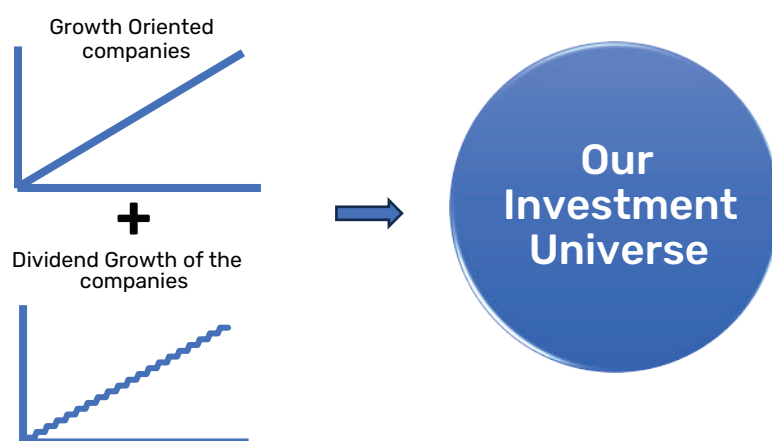 Growth Oriented
companies
Dividend Growth of the
companies
Our
Investment
Universe